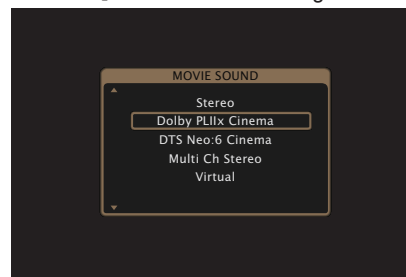 MOVIE SOUND
Stereo
Dolby PLIIx Cinema
DTS Neo:6 Cinema
Multi Ch Stereo
Virtual